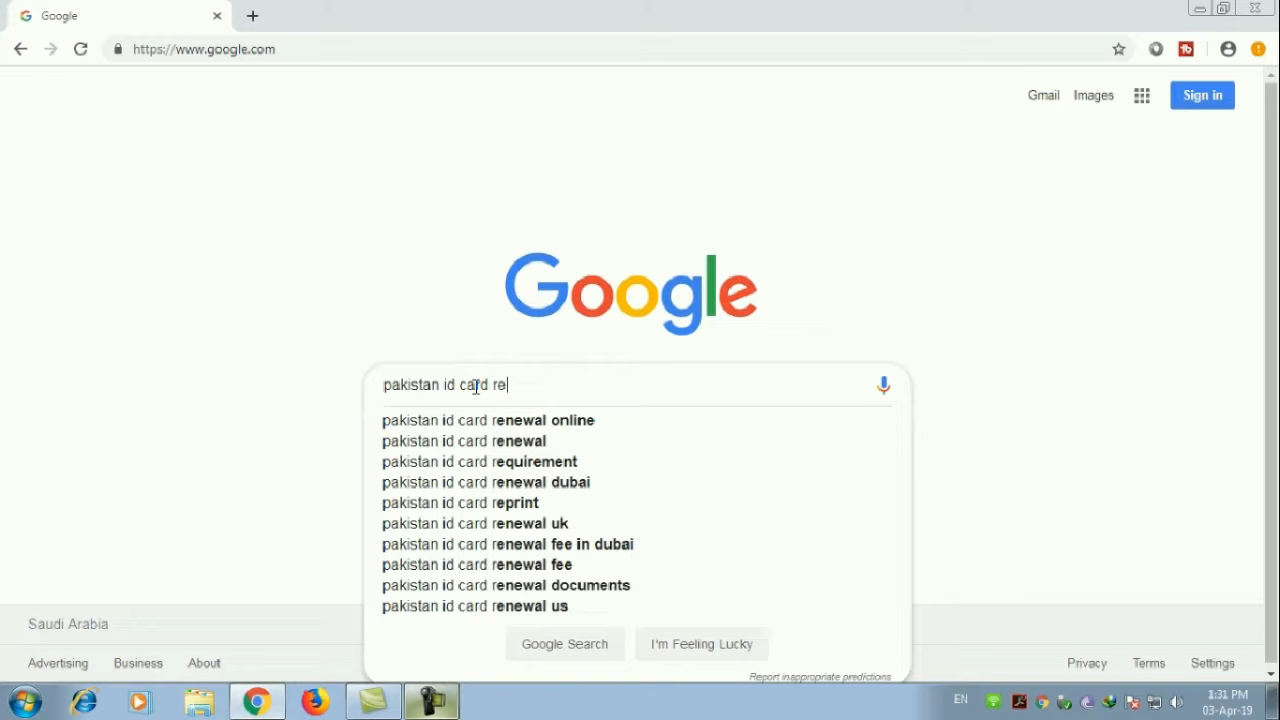 Google
https://www.google.com
Gmail Images Sign in
Google
pakistan id card re
pakistan id card renewal online
pakistan id card renewal
pakistan id card requirement
pakistan id card renewal dubai
pakistan id card reprint
pakistan id card renewal uk
pakistan id card renewal fee in dubai
pakistan id card renewal fee
pakistan id card renewal documents
pakistan id card renewal us
Saudi Arabia
Google Search I'm Feeling Lucky
Advertising Business About Privacy Terms Settings
Report inappropriate predictions
EN 1:31 PM
03-Apr-19